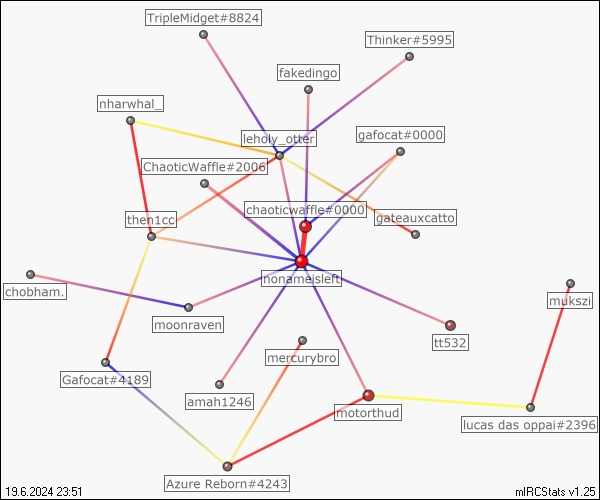 TripleMidget#8824
Thinker#5995
fakedingo
nharwhal_
gafocat#0000
leholy_otter
ChaoticWaffle#2006
chaoticwaffle#0000
gateauxcatto
then1cc
nonameisleft
chobham.
mukszi
moonraven
tt532
mercurybro
Gafocat#4189
amah1246
motorthud
lucas das oppai#2396
Azure Reborn#4243
19.6.2024 23:51
mIRCStats v1.25